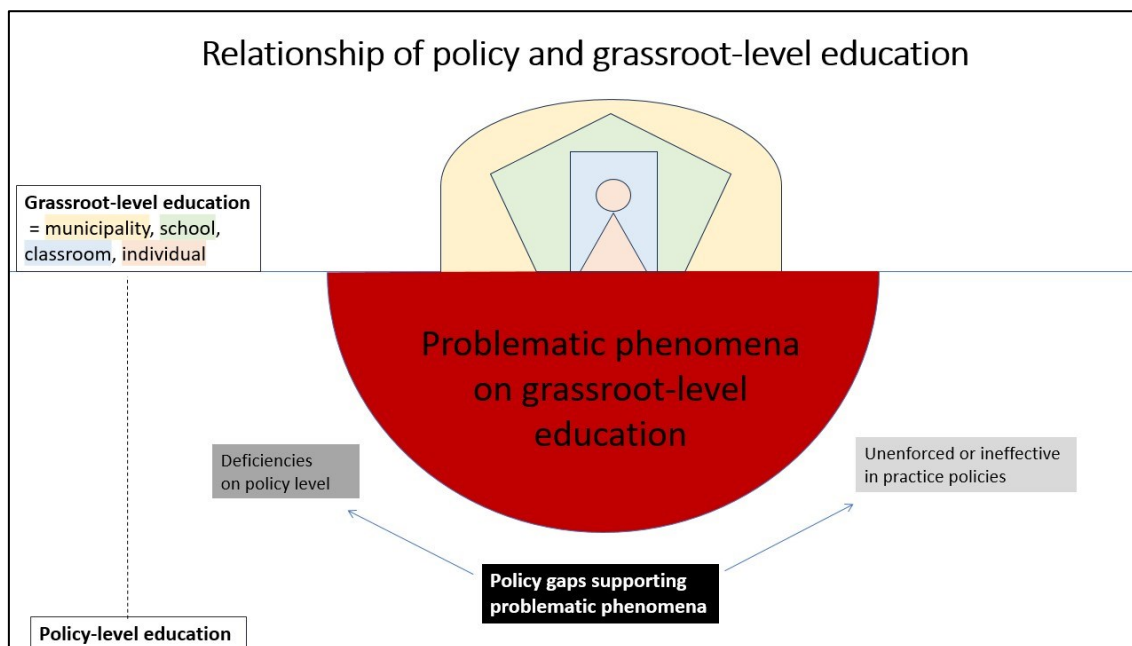 Relationship of policy and grassroot-level education
Grassroot-level education
= municipality, school,
classroom, individual
Problematic phenomena
on grassroot-level
education
Deficiencies
on policy level
Unenforced or ineffective
in practice policies
Policy gaps supporting
problematic phenomena
Policy-level education